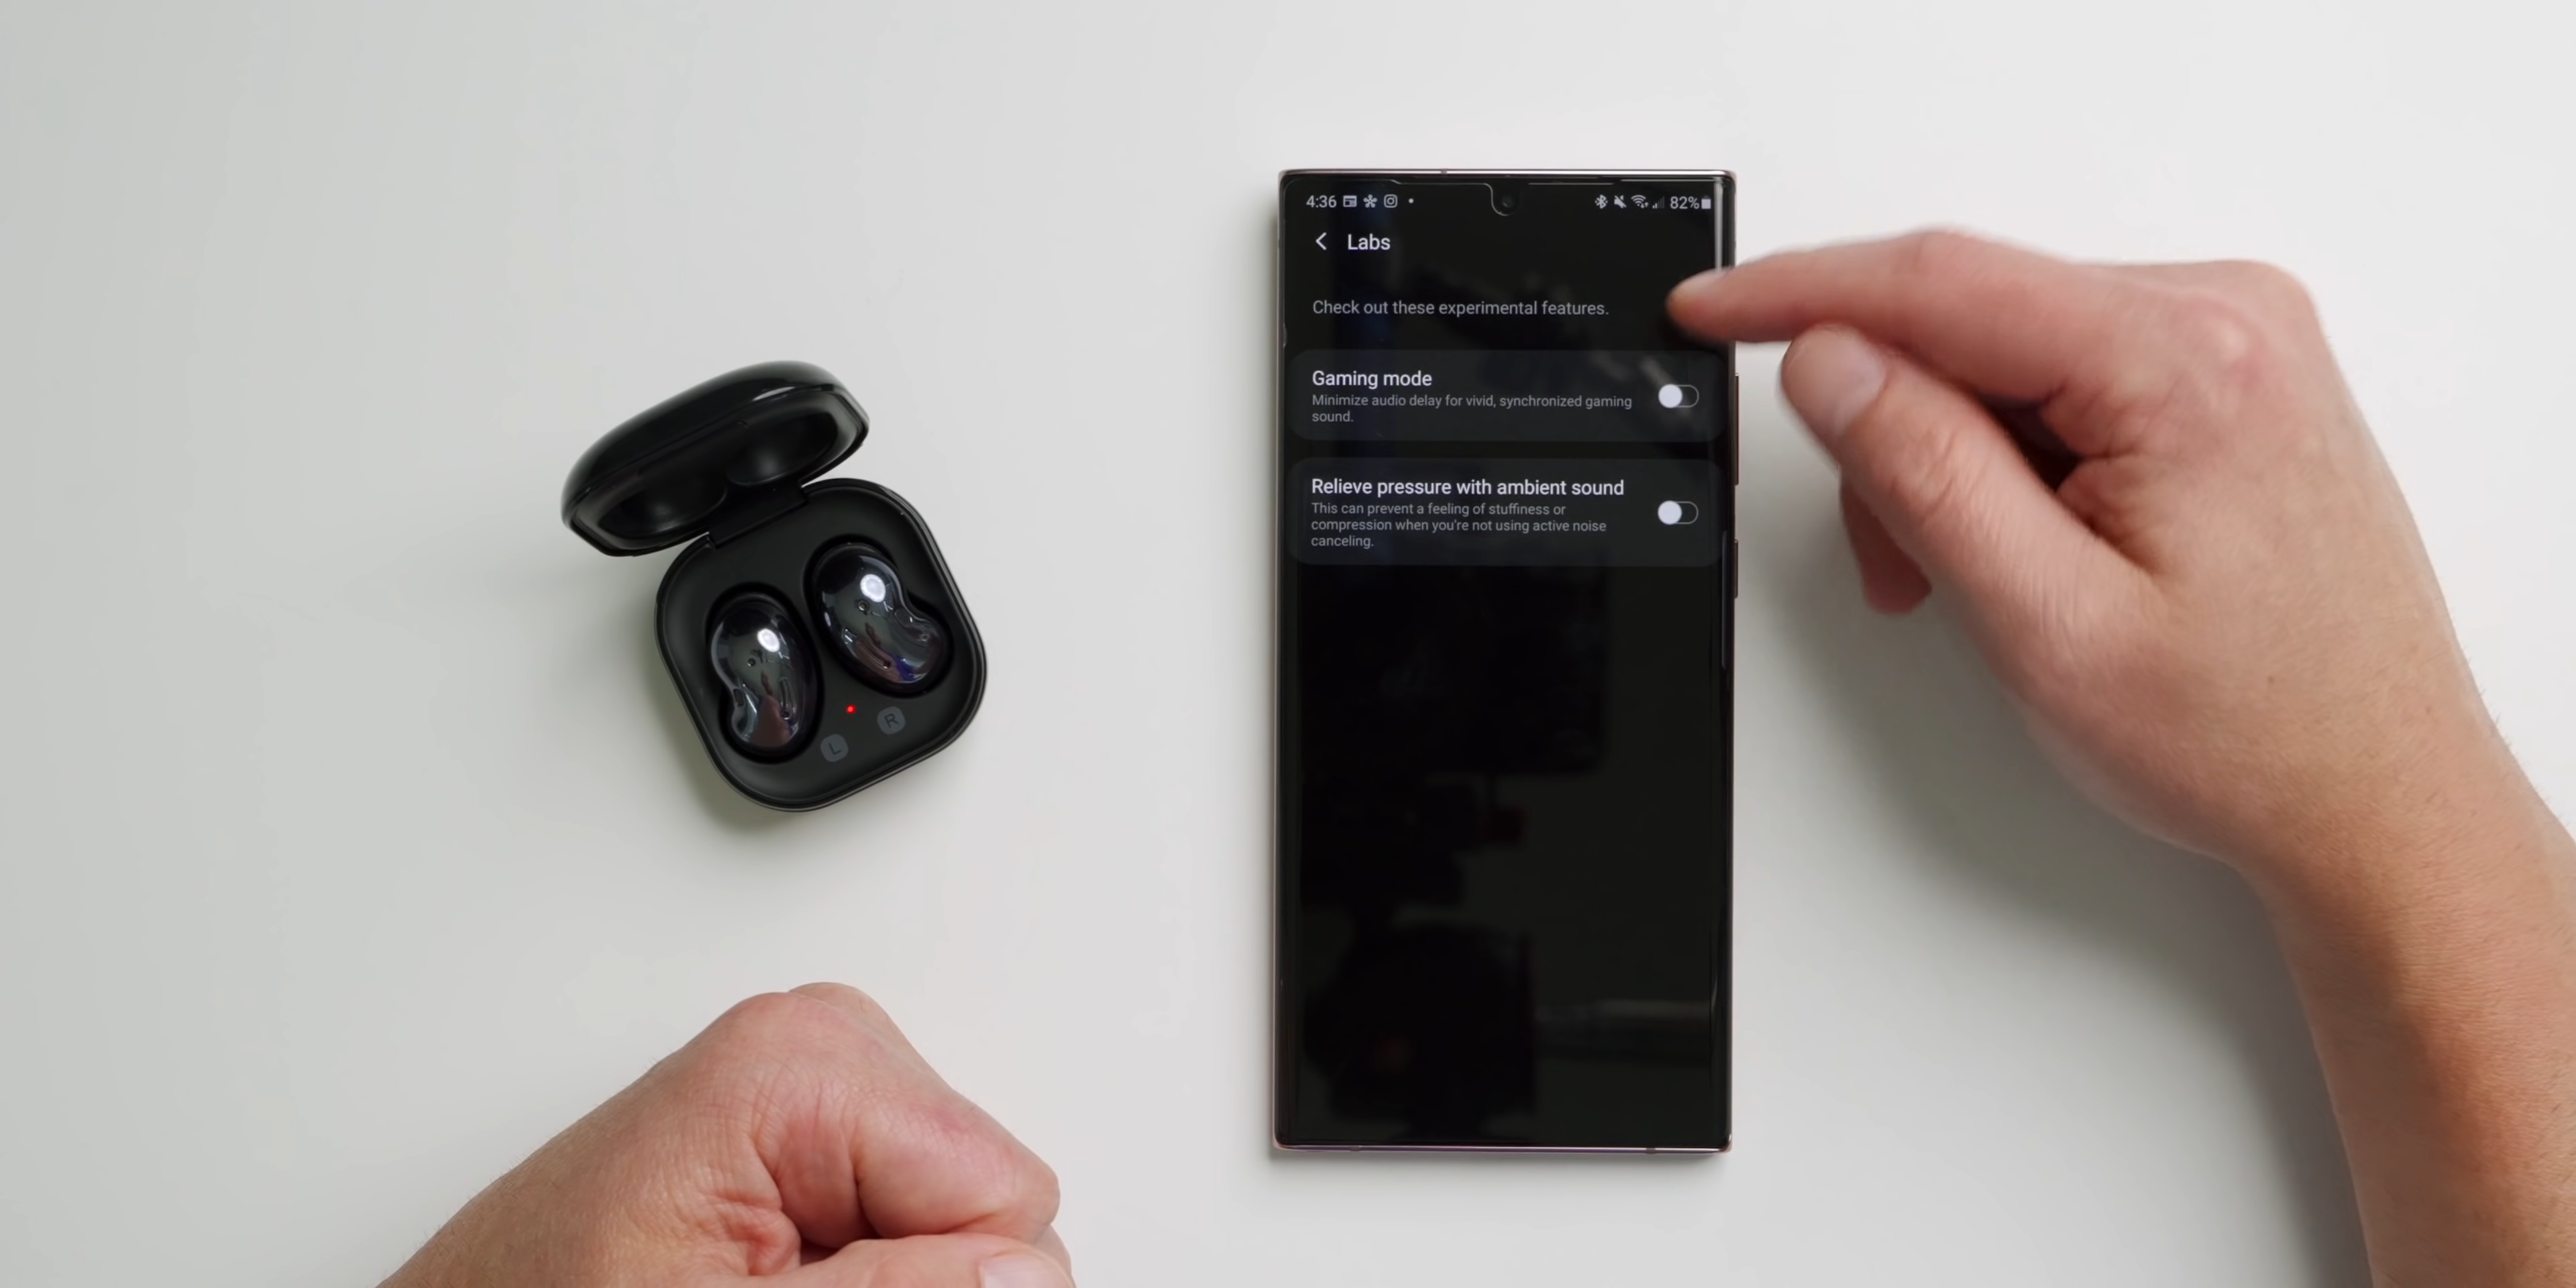 4:36 82%
Labs
Check out these experimental features.
Gaming mode
Minimize audio delay for vivid, synchronized gaming
sound.
Relieve pressure with ambient sound
This can prevent a feeling of stuffiness or
compression when you're not using active noise
canceling.
R
L